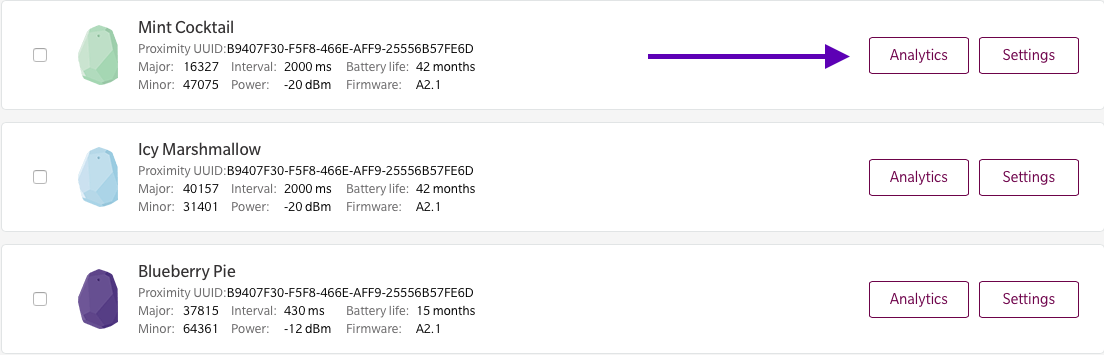 Mint Cocktail
Proximity UUID:B9407F30-F5F8-466E-AFF9-25556B57FE6D
Major: 16327 Interval: 2000 ms Battery life: 42 months
Minor: 47075 Power: -20 dBm Firmware: A2.1
Analytics Settings
Icy Marshmallow
Proximity UUID:B9407F30-F5F8-466E-AFF9-25556B57FE6D
Major: 40157 Interval: 2000 ms Battery life: 42 months
Minor: 31401 Power: -20 dBm Firmware: A2.1
Analytics Settings
Blueberry Pie
Proximity UUID:B9407F30-F5F8-466E-AFF9-25556B57FE6D
Major: 37815 Interval: 430 ms Battery life: 15 months
Minor: 64361 Power: -12 dBm Firmware: A2.1
Analytics Settings